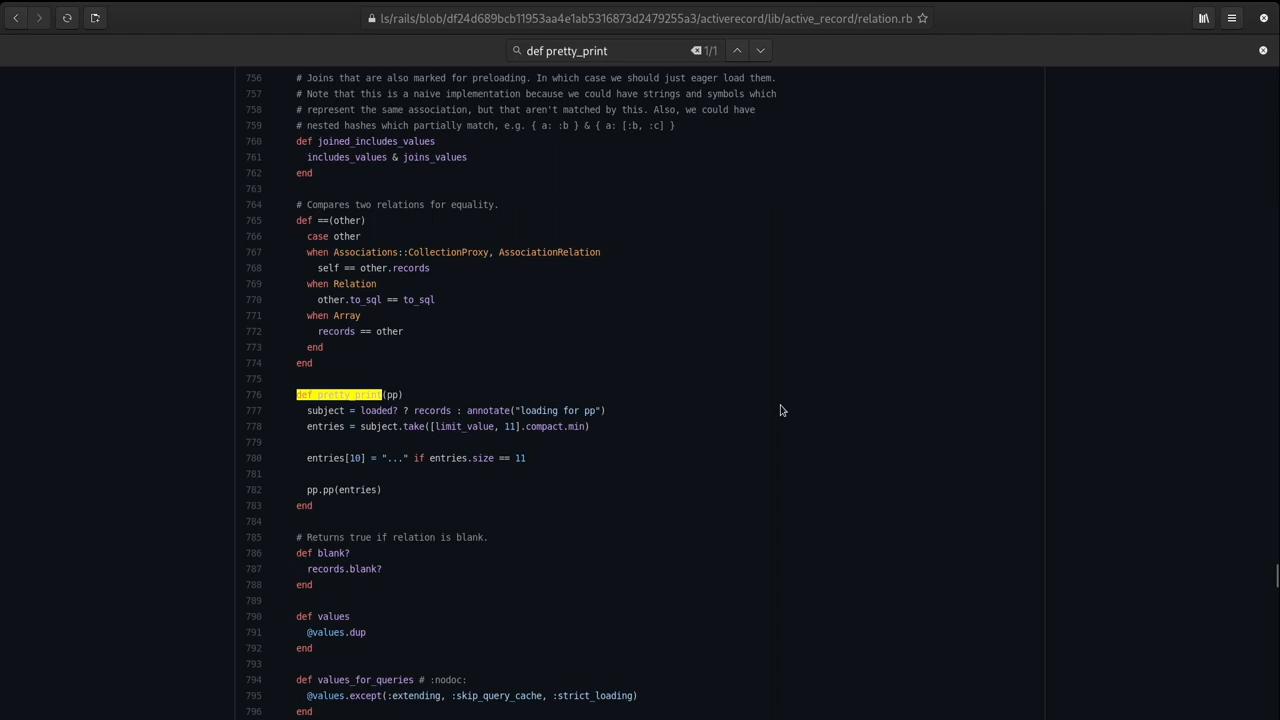 ls/rails/blob/df24d689bcb11953aa4e1ab5316873d2479255a3/activerecord/lib/active_record/relation.rb
def pretty_print 1/1
756 # Joins that are also marked for preloading. In which case we should just eager load them.
757 # Note that this is a naive implementation because we could have strings and symbols which
758 # represent the same association, but that aren't matched by this. Also, we could have
759 # nested hashes which partially match, e.g. { a: :b } & { a: [:b, :c] }
760 def joined_includes_values
761 includes_values & joins_values
762 end
763
764 # Compares two relations for equality.
765 def ==(other)
766 case other
767 when Associations::CollectionProxy, AssociationRelation
768 self == other.records
769 when Relation
770 other.to_sql == to_sql
771 when Array
772 records == other
773 end
774 end
775
776 def pretty_print(pp)
777 subject = loaded? ? records : annotate("loading for pp")
778 entries = subject.take([limit_value, 11].compact.min)
779
780 entries[10] = "..." if entries.size == 11
781
782 pp.pp(entries)
783 end
784
785 # Returns true if relation is blank.
786 def blank?
787 records.blank?
788 end
789
790 def values
791 @values.dup
792 end
793
794 def values_for_queries # :nodoc:
795 @values.except(:extending, :skip_query_cache, :strict_loading)
796 end